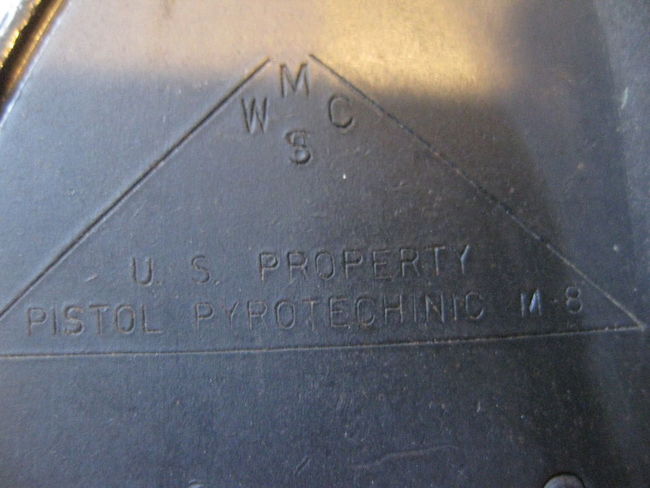 M
W C
S
U. S. PROPERTY
PISTOL PYROTECHINIC M-8